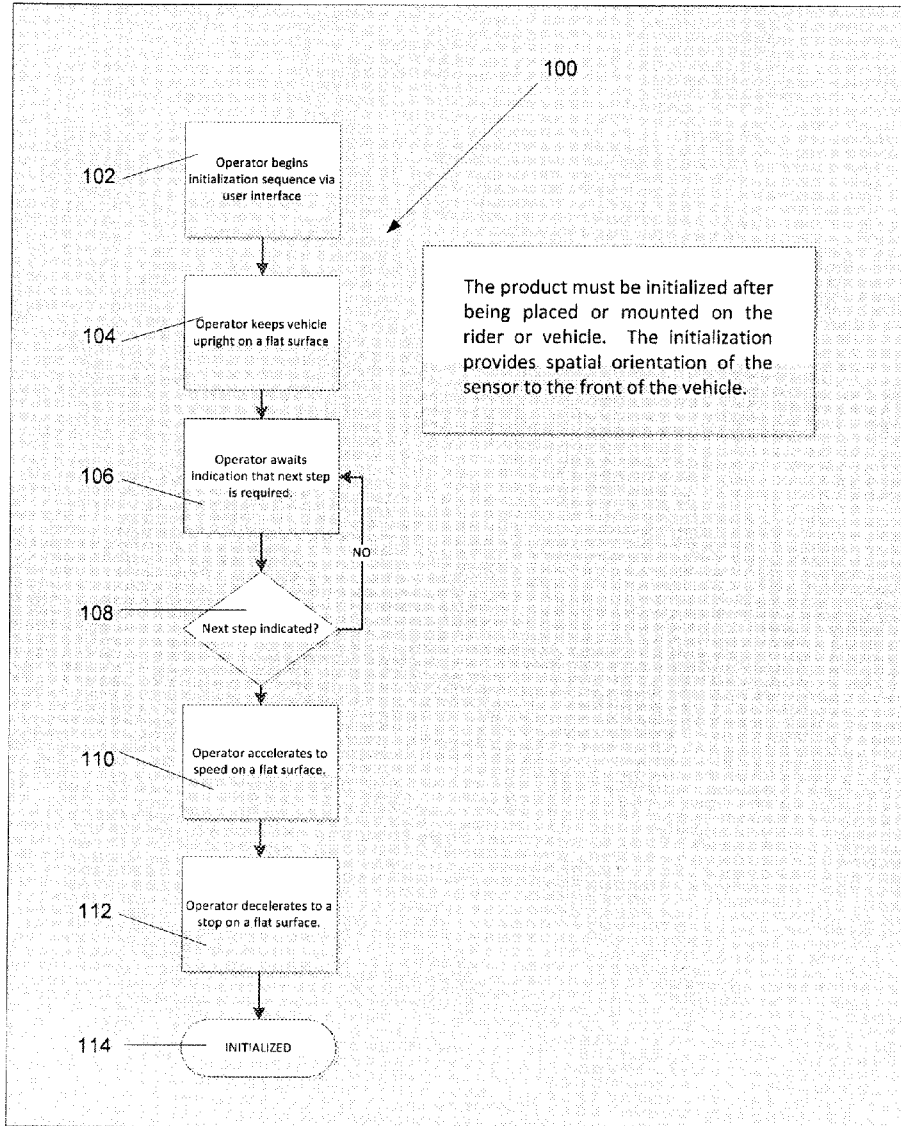 100
102
Operator begins
initialization sequence via
user interface
104
Operator keeps vehicle
upright on a flat surface
The product must be initialized after
being placed or mounted on the
rider or vehicle. The initialization
provides spatial orientation of the
sensor to the front of the vehicle.
106
Operator awaits
indication that next step
is required.
NO
108
Next step indicated?
110
Operator accelerates to
speed on a flat surface.
112
Operator decelerates to a
stop on a flat surface.
114
INITIALIZED